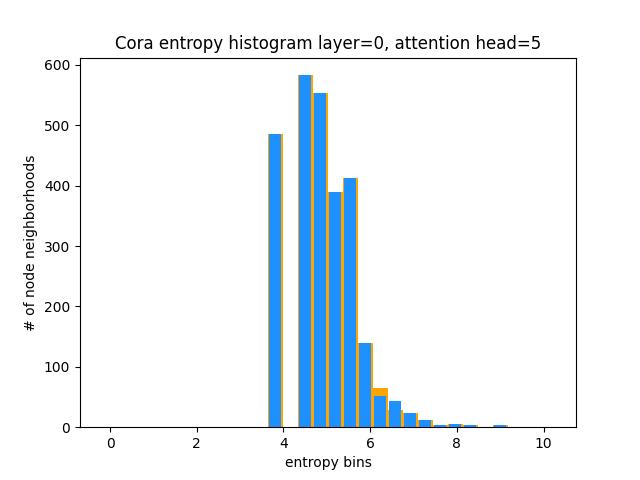 Cora entropy histogram layer=0, attention head=5
600
500
400
300
200
100
0
# of node neighborhoods
0 2 4 6 8 10
entropy bins